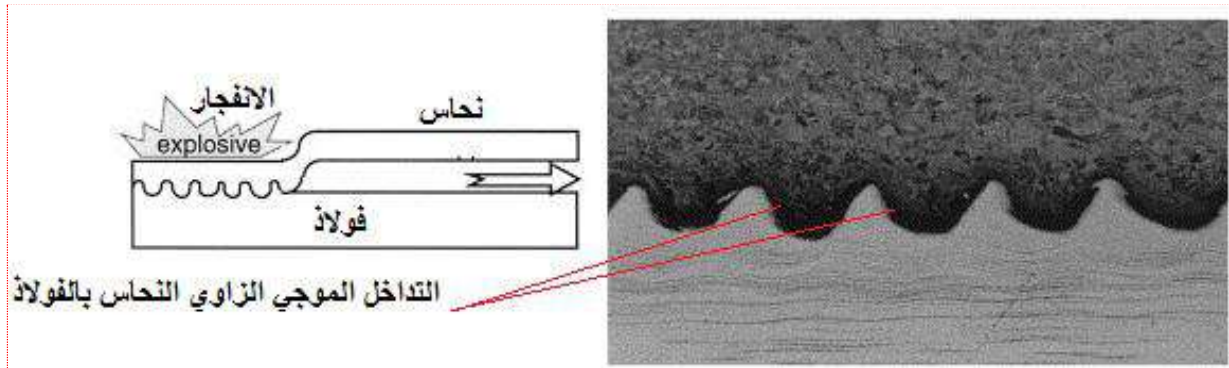 الانفجار
explosive
نحاس
فولاذ
التداخل الموجي الزاوي النحاس بالفولاذ